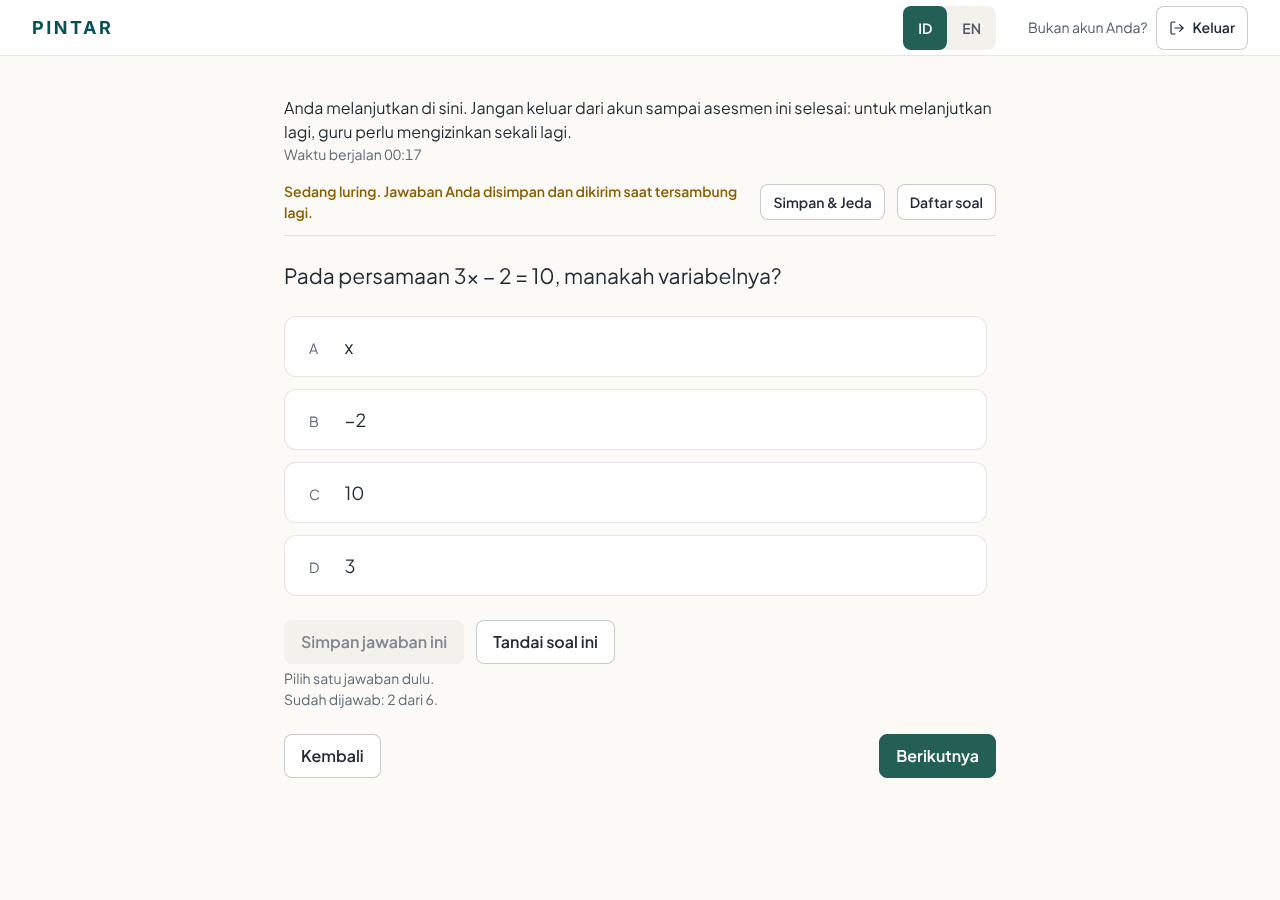 PINTAR
ID
EN
Bukan akun Anda?
Keluar
Anda melanjutkan di sini. Jangan keluar dari akun sampai asesmen ini selesai: untuk melanjutkan
lagi, guru perlu mengizinkan sekali lagi.
Waktu berjalan 00:17
Sedang luring. Jawaban Anda disimpan dan dikirim saat tersambung
lagi.
Simpan & Jeda
Daftar soal
Pada persamaan 3× − 2 = 10, manakah variabelnya?
A x
B −2
C 10
D 3
Simpan jawaban ini
Tandai soal ini
Pilih satu jawaban dulu.
Sudah dijawab: 2 dari 6.
Kembali
Berikutnya